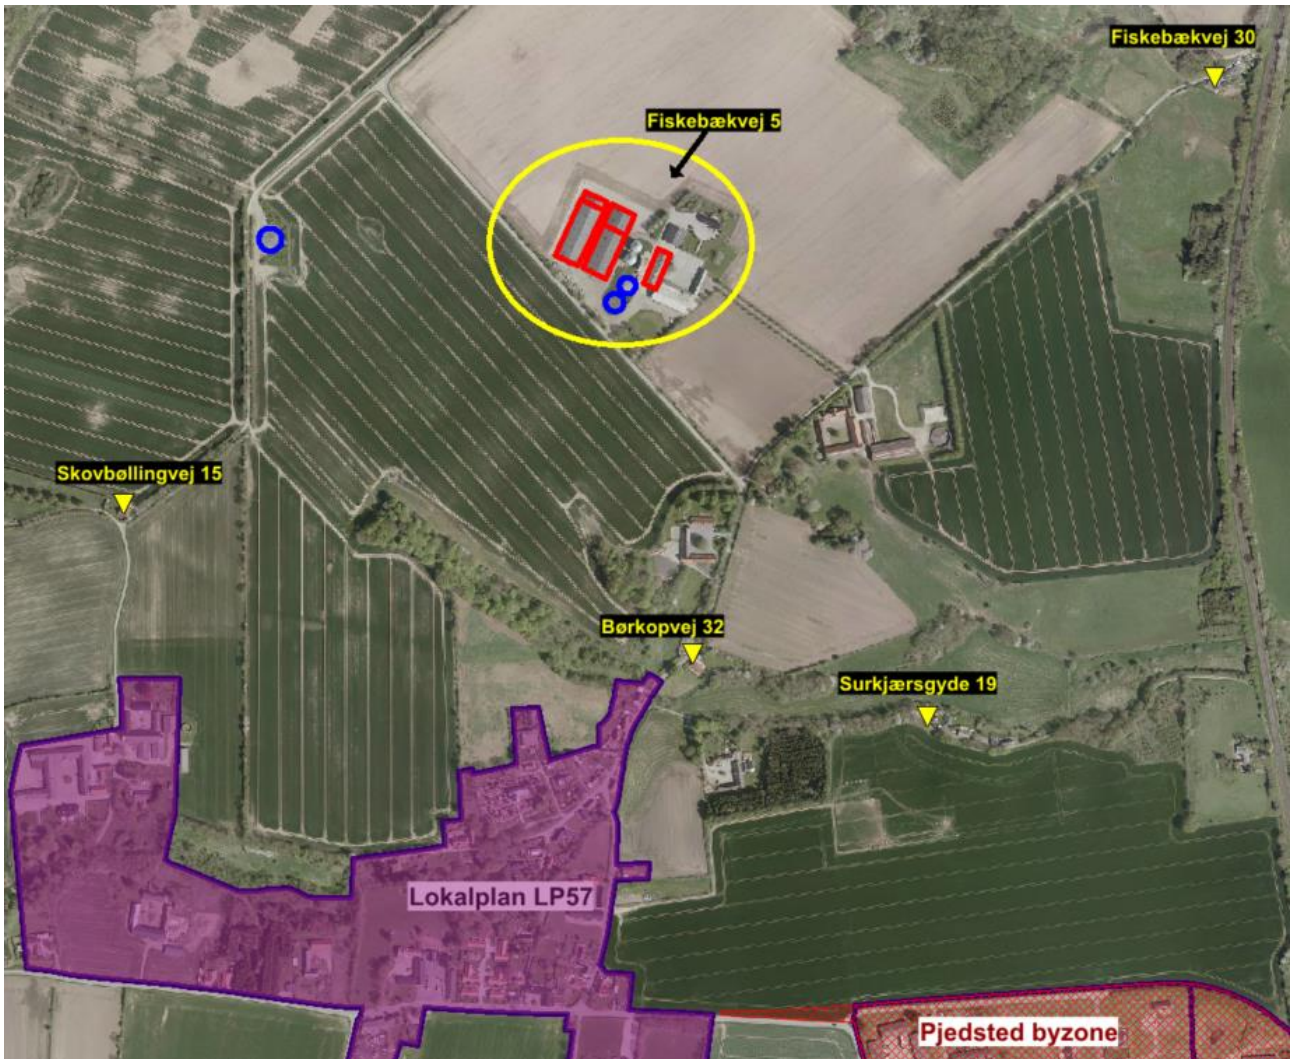 Fiskebækvej 30
Fiskebækvej 5
Skovbøllingvej 15
Børkopvej 32
Surkjærsgyde 19
Lokalplan LP57
Pjedsted byzone